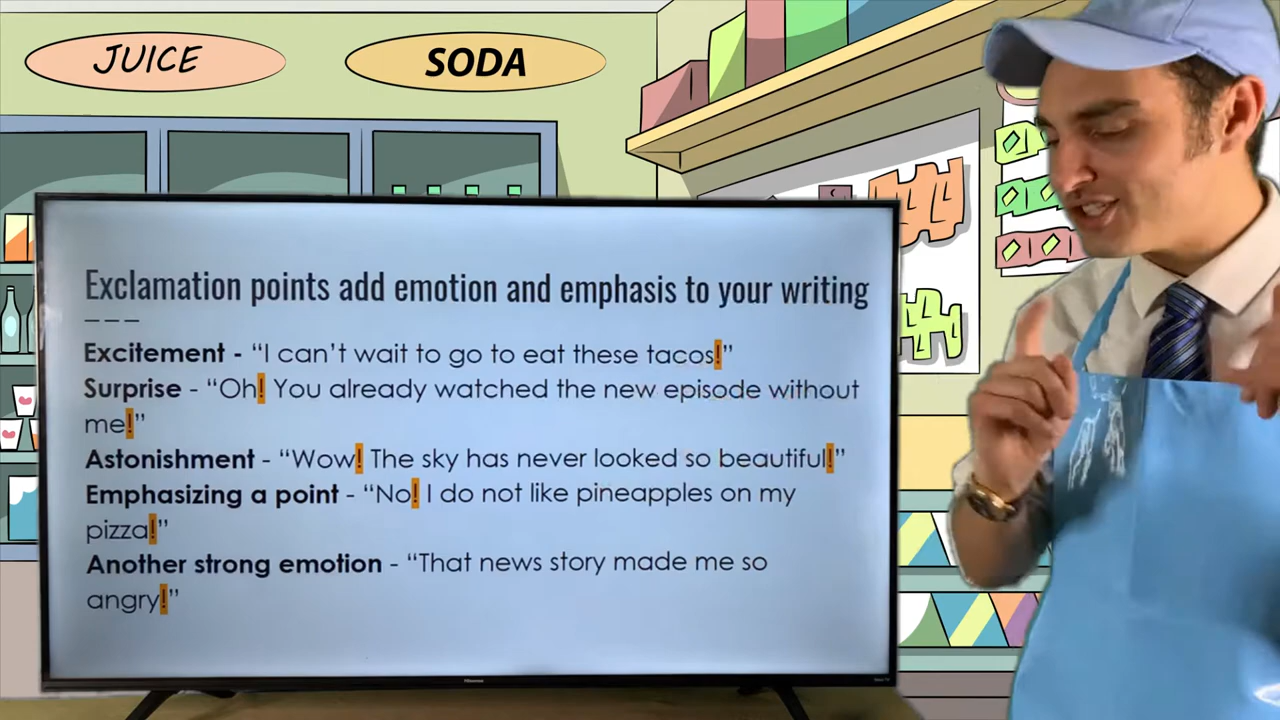 JUICE
SODA
Exclamation points add emotion and emphasis to your writing
Excitement - “I can’t wait to go to eat these tacos!”
Surprise - “Oh! You already watched the new episode without
me!”
Astonishment - “Wow! The sky has never looked so beautiful!”
Emphasizing a point - “No! I do not like pineapples on my
pizza!”
Another strong emotion - “That news story made me so
angry!”
Hisense